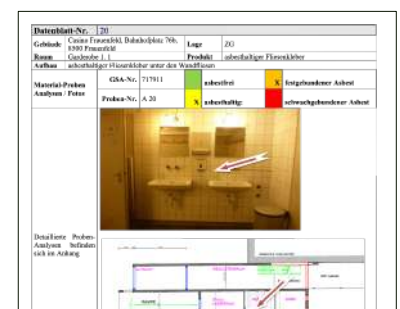 Datenblatt-Nr. 20
Gebäude Casino Frauenfeld, Bahnhofplatz 76b, 8500 Frauenfeld Lage ZG
Raum Garderobe 1. 1 Produkt asbesthaltiger Fliesenkleber
Aufbau asbesthaltiger Fliesenkleber unter den Wandfliesen
Material-Proben Analysen / Fotos
GSA-Nr. 717911 asbestfrei X festgebundener Asbest
Proben-Nr. A 20 X asbesthaltig: schwachgebundener Asbest
Detaillierte Proben-
Analysen befinden
sich im Anhang